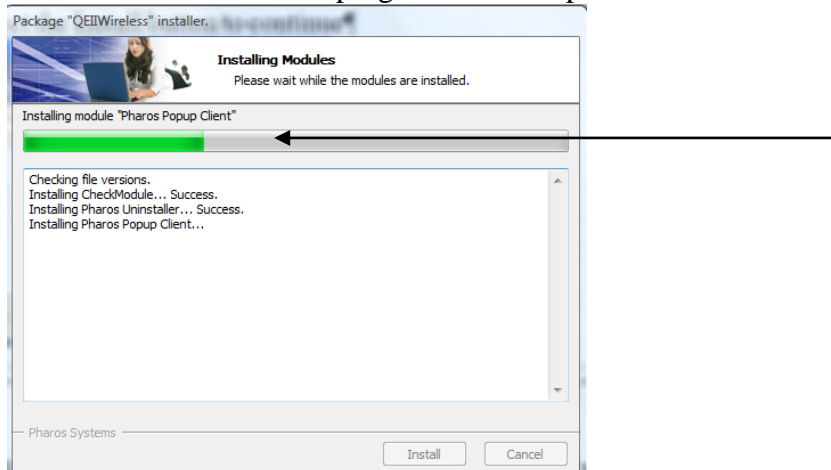 Package "QEIIWireless" installer.
Installing Modules
Please wait while the modules are installed.
Installing module "Pharos Popup Client"
Checking file versions.
Installing CheckModule... Success.
Installing Pharos Uninstaller... Success.
Installing Pharos Popup Client...
Pharos Systems
Install Cancel